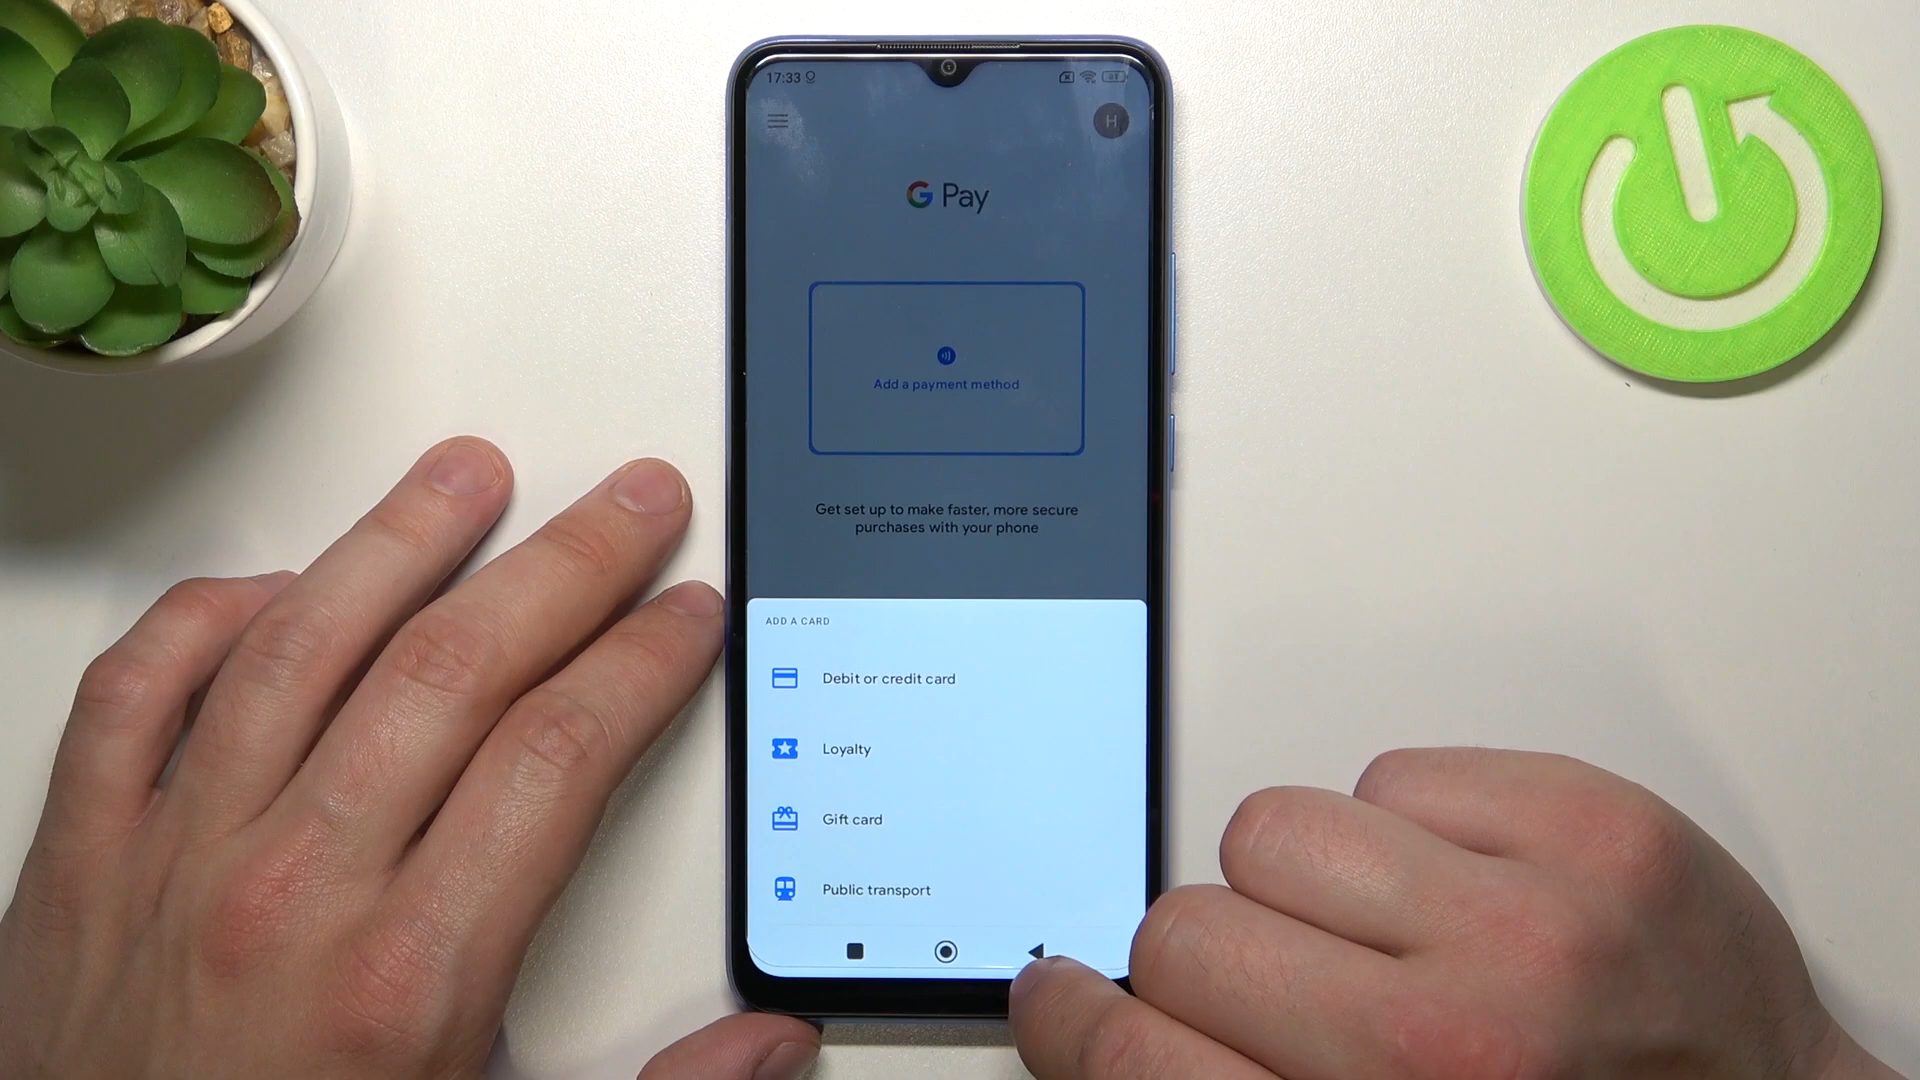 17:33
H
G Pay
Add a payment method
Get set up to make faster, more secure
purchases with your phone
ADD A CARD
Debit or credit card
Loyalty
Gift card
Public transport